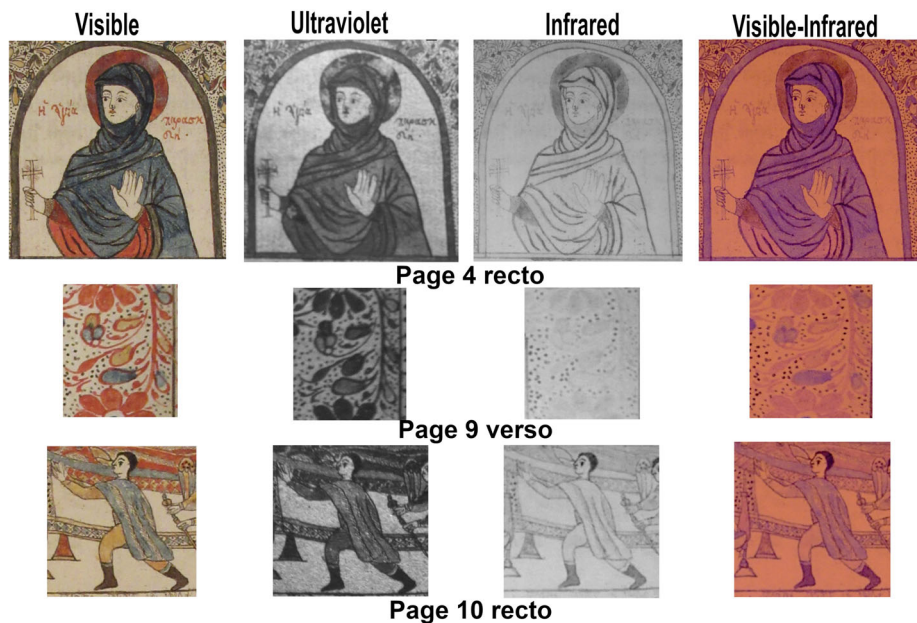 Visible Ultraviolet Infrared Visible-Infrared
Page 4 recto
Page 9 verso
Page 10 recto